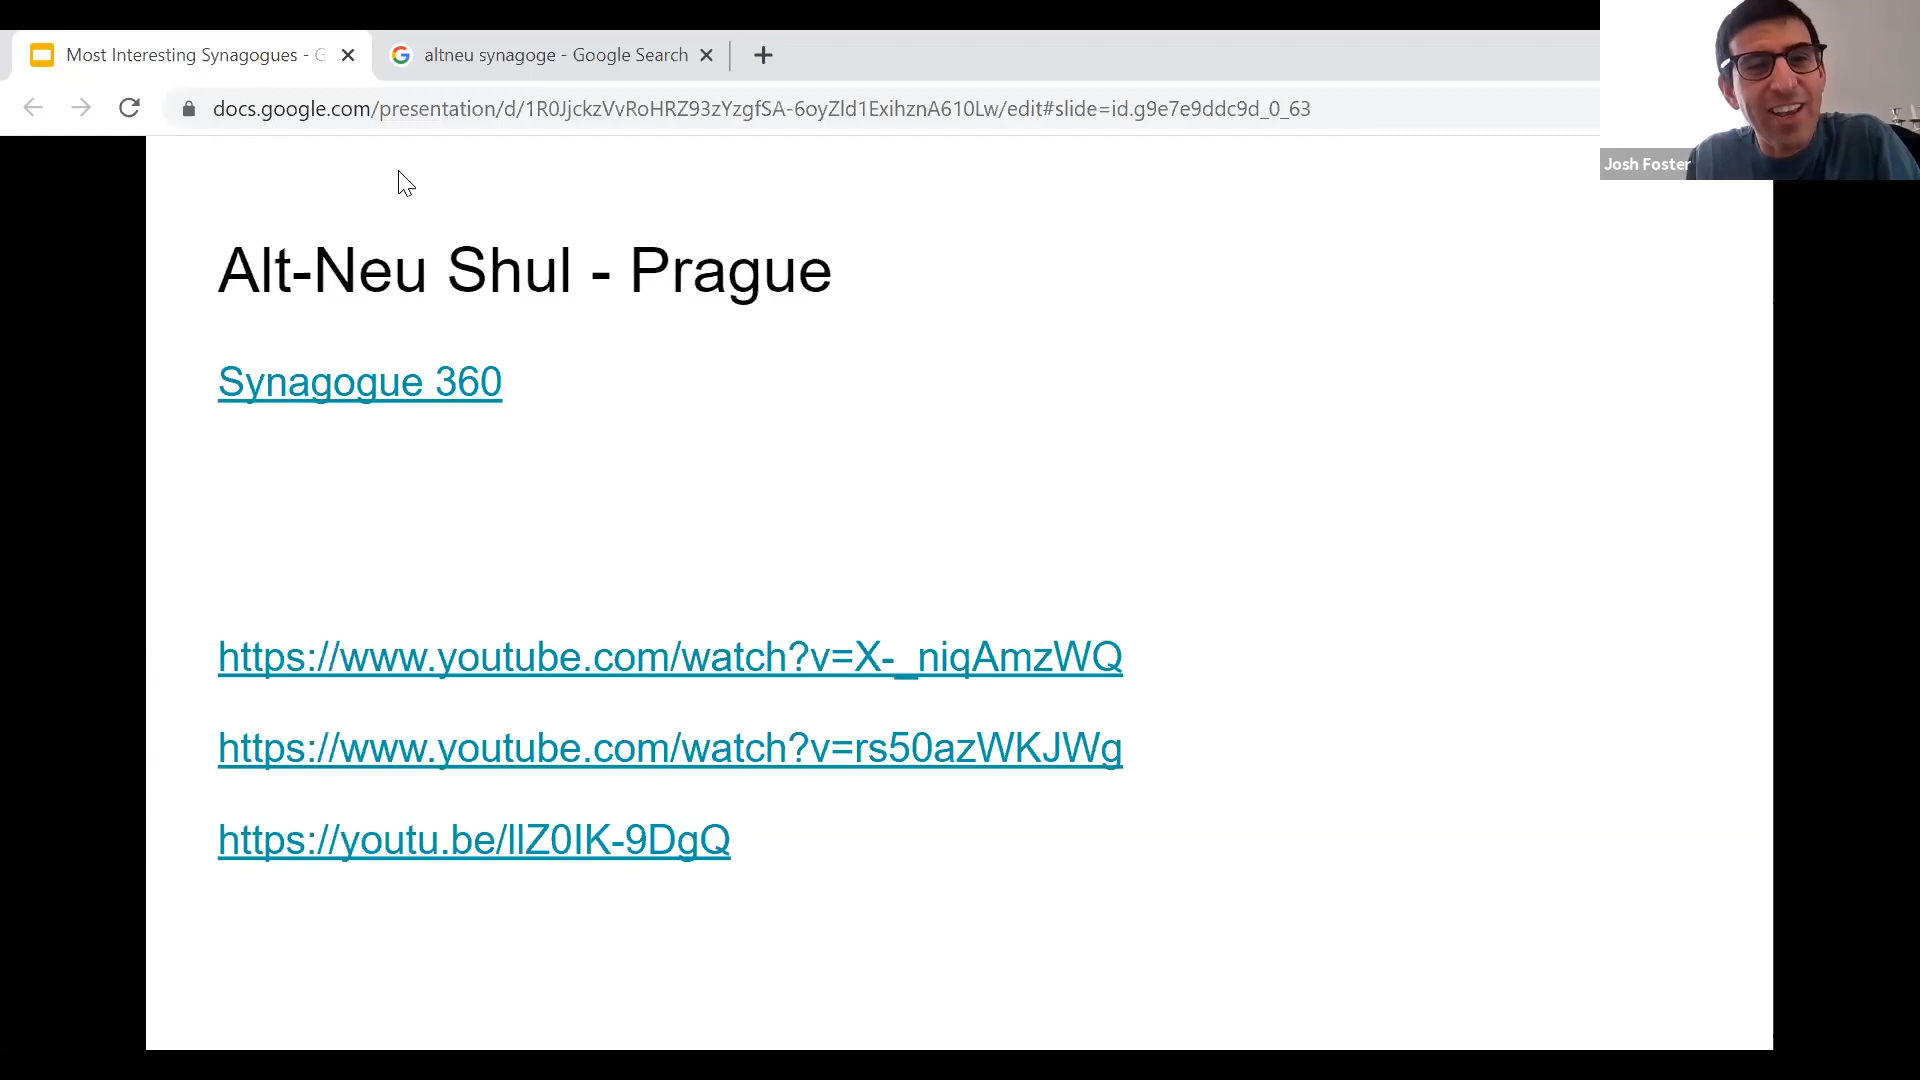 Most Interesting Synagogues - G
altneu synagoge - Google Search
docs.google.com/presentation/d/1R0JjckzVvRoHRZ93zYzgfSA-6oyZld1ExihznA610Lw/edit#slide=id.g9e7e9ddc9d_0_63
Josh Foster
Alt-Neu Shul - Prague
Synagogue 360
https://www.youtube.com/watch?v=X-_niqAmzWQ
https://www.youtube.com/watch?v=rs50azWKJWg
https://youtu.be/llZ0IK-9DgQ